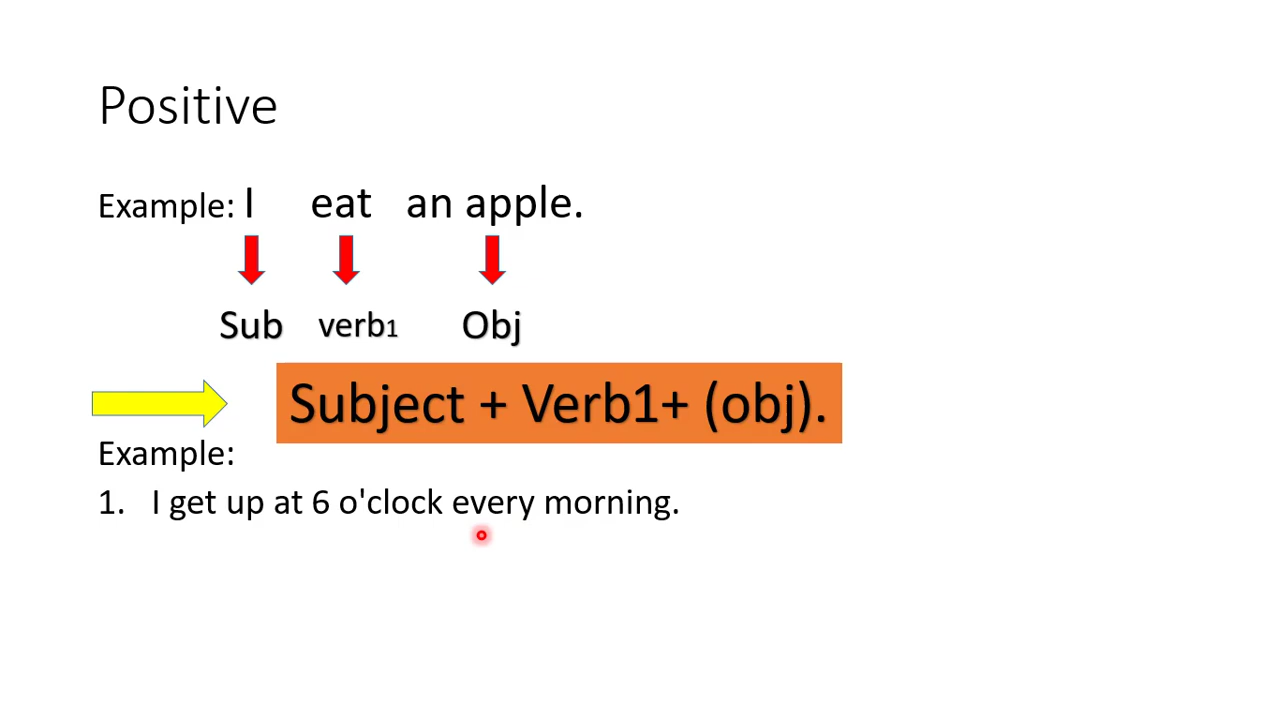 Positive
Example: I eat an apple.
Sub verb1 Obj
Subject + Verb1+ (obj).
Example:
1. I get up at 6 o'clock every morning.